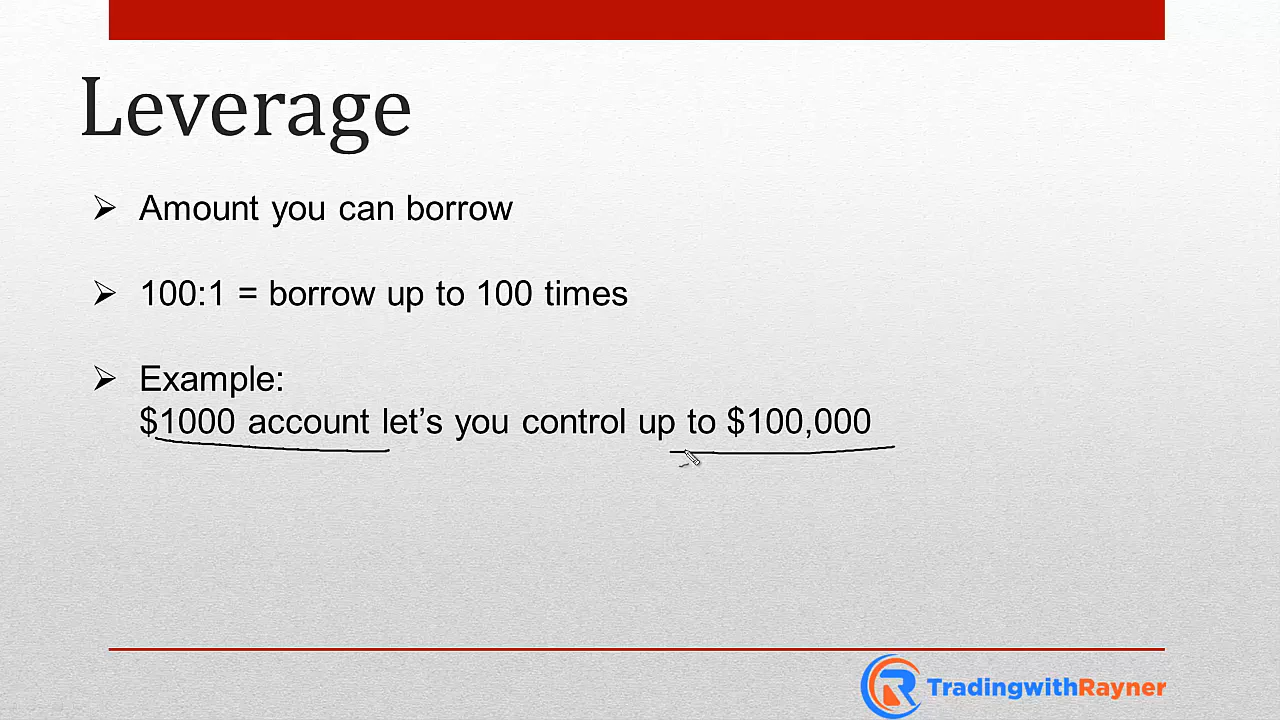 Leverage
Amount you can borrow
100:1 = borrow up to 100 times
Example:
$1000 account let’s you control up to $100,000
TradingwithRayner